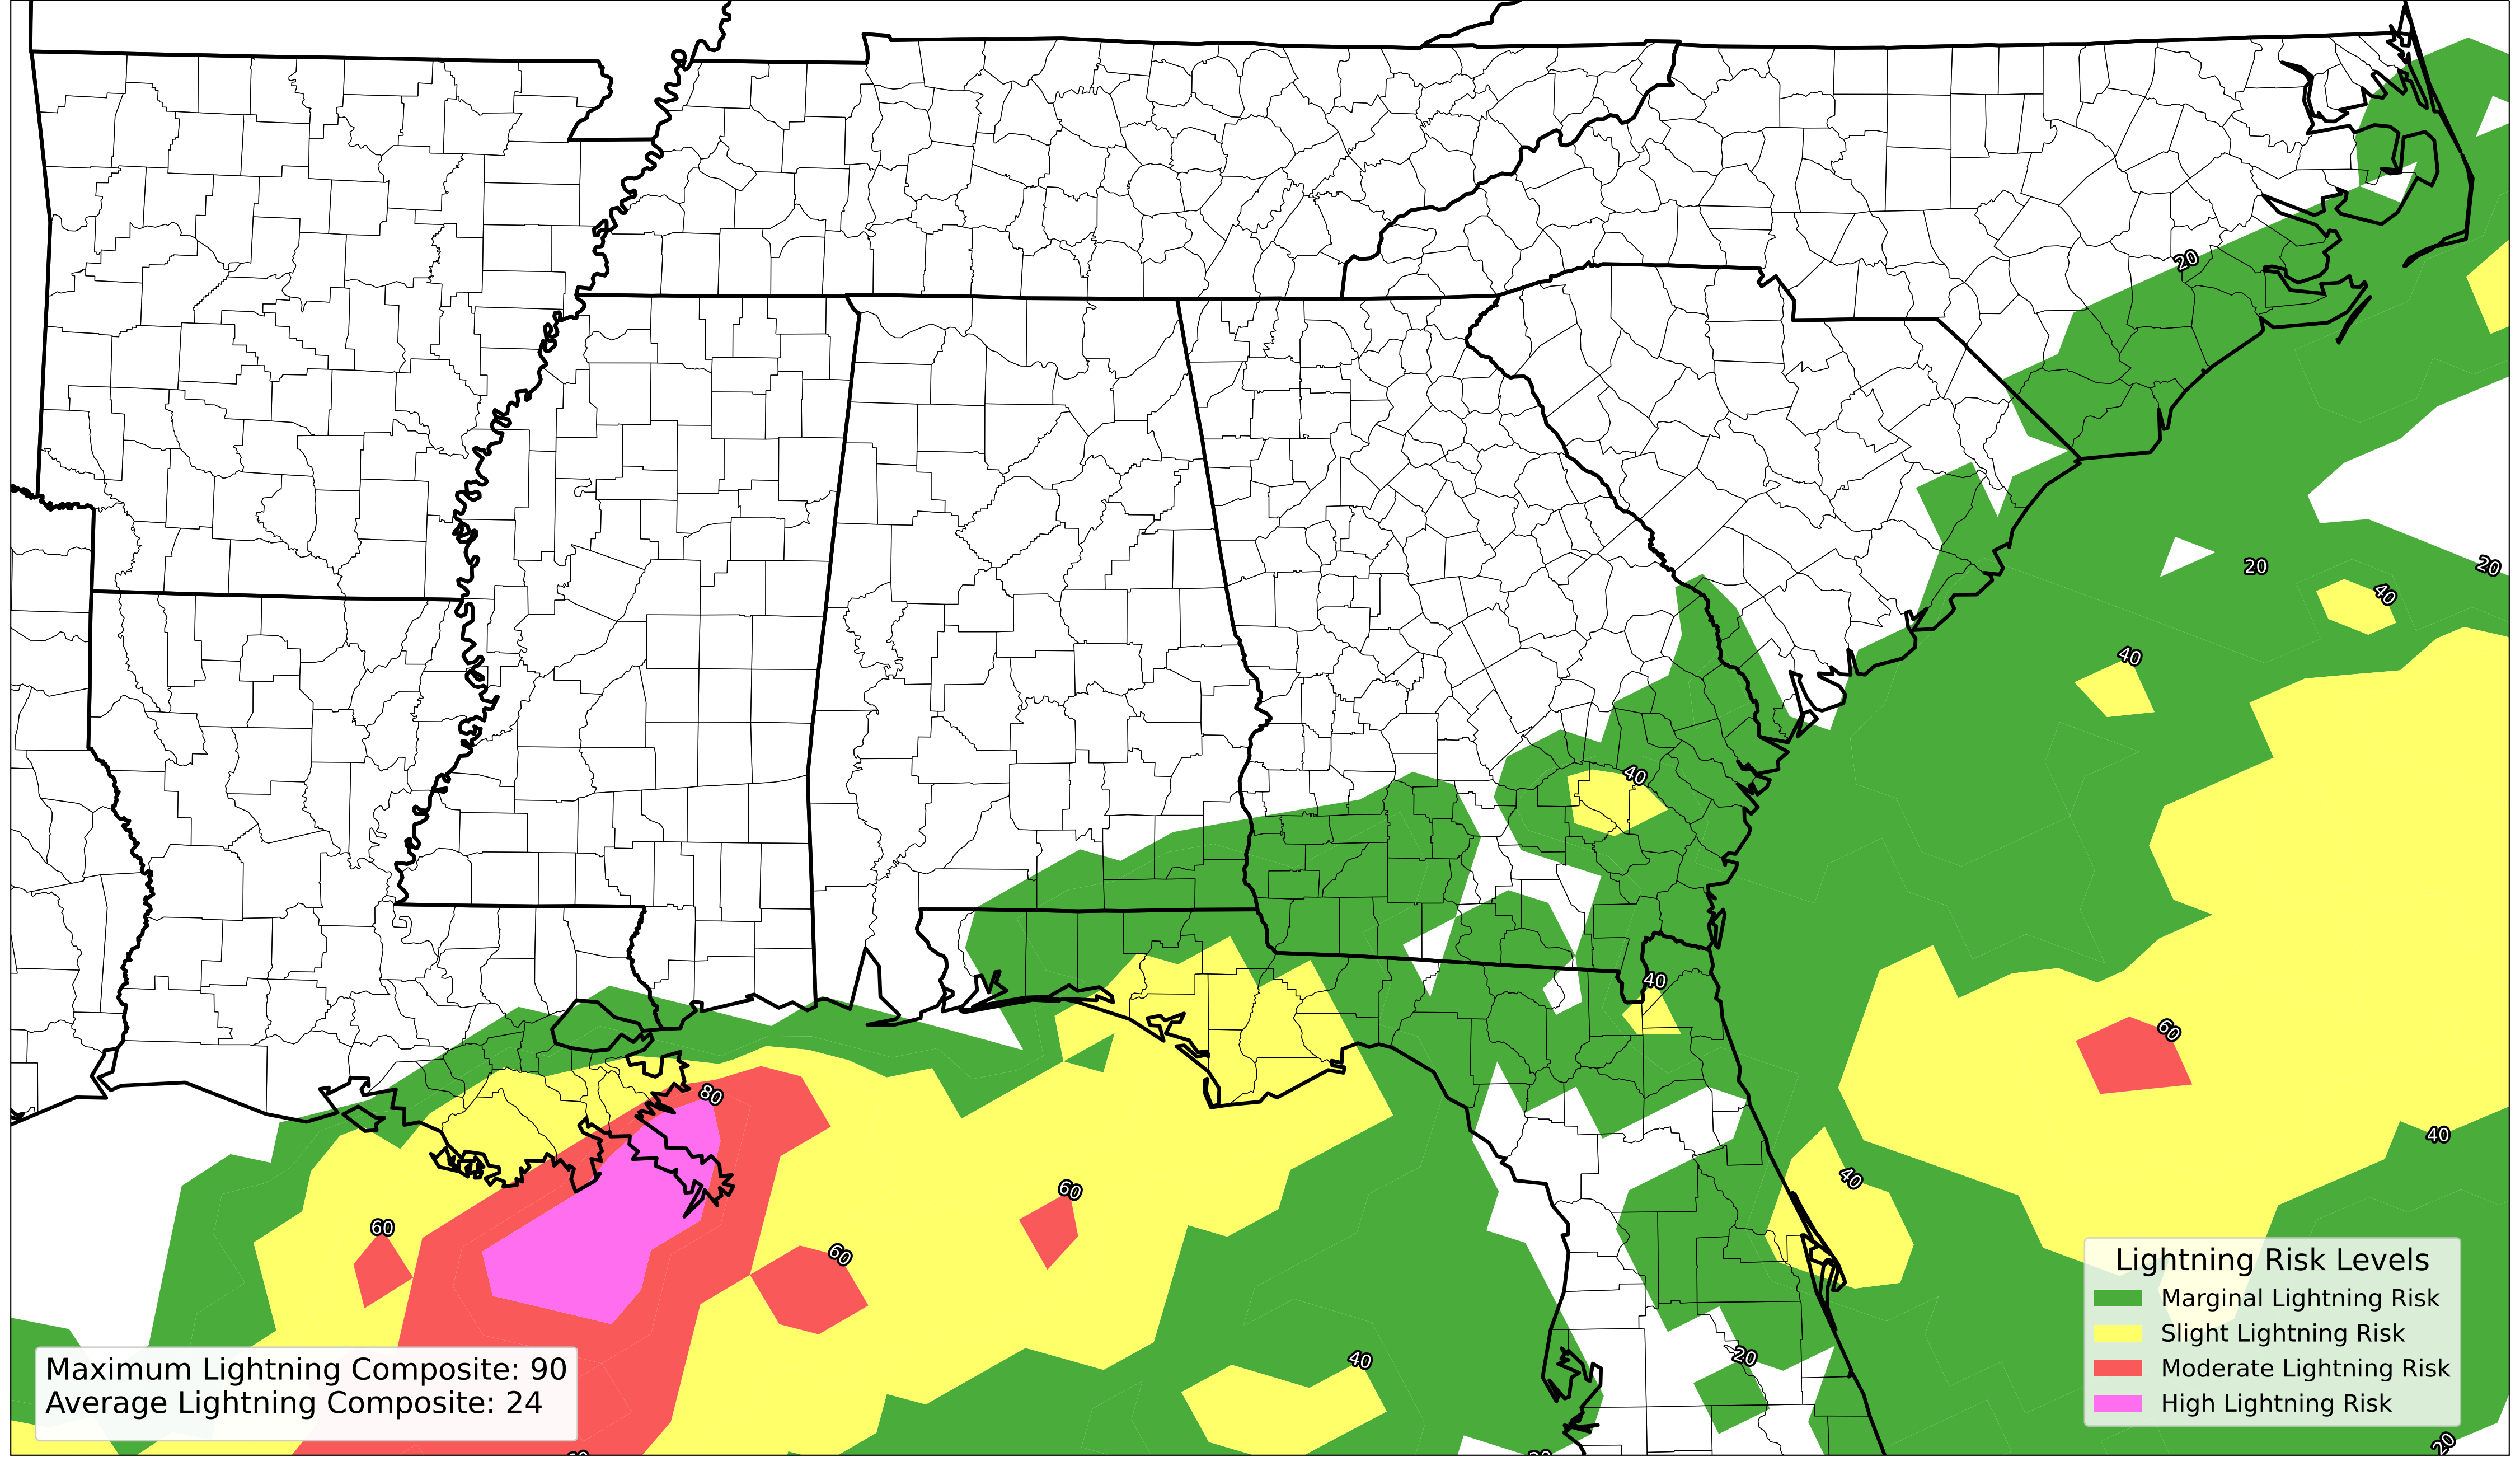 20
20
20
40
40
40
40
60
80
40
40
60
60
60
40
20
Lightning Risk Levels
Marginal Lightning Risk
Slight Lightning Risk
Moderate Lightning Risk
High Lightning Risk
Maximum Lightning Composite: 90
Average Lightning Composite: 24
20